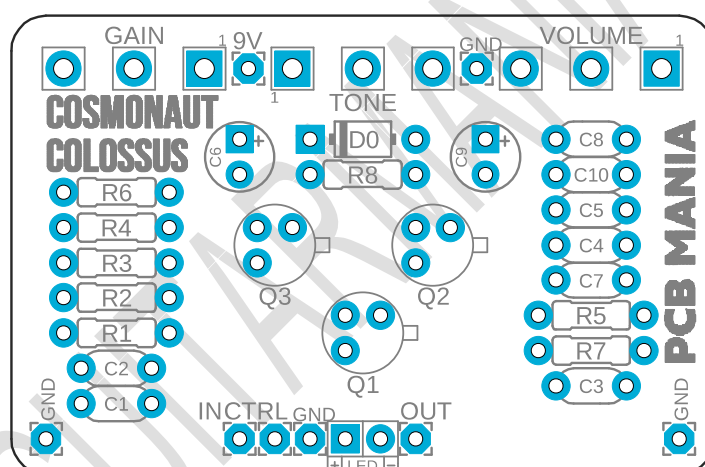 GAIN
1
9V
GND
VOLUME
1
1
TONE
COSMONAUT
COLOSSUS
C6
+
D0
R8
C9
+
C8
C10
C5
C4
C7
R5
R7
C3
PCB MANIA
R6
R4
R3
R2
R1
C2
C1
Q3
Q2
Q1
GND
IN
CTRL
GND
OUT
+ LED -
GND